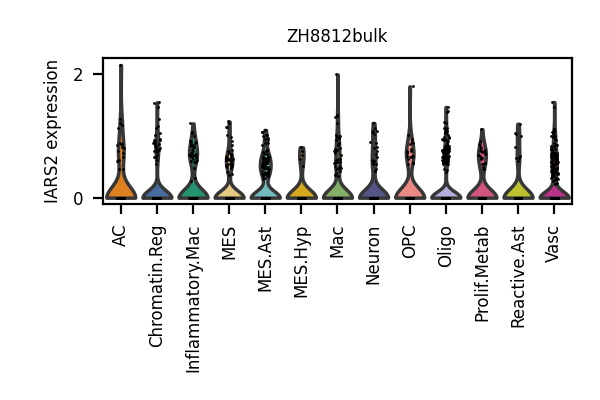 ZH8812bulk
IARS2 expression
2
0
AC
Chromatin.Reg
Inflammatory.Mac
MES
MES.Ast
MES.Hyp
Mac
Neuron
OPC
Oligo
Prolif.Metab
Reactive.Ast
Vasc